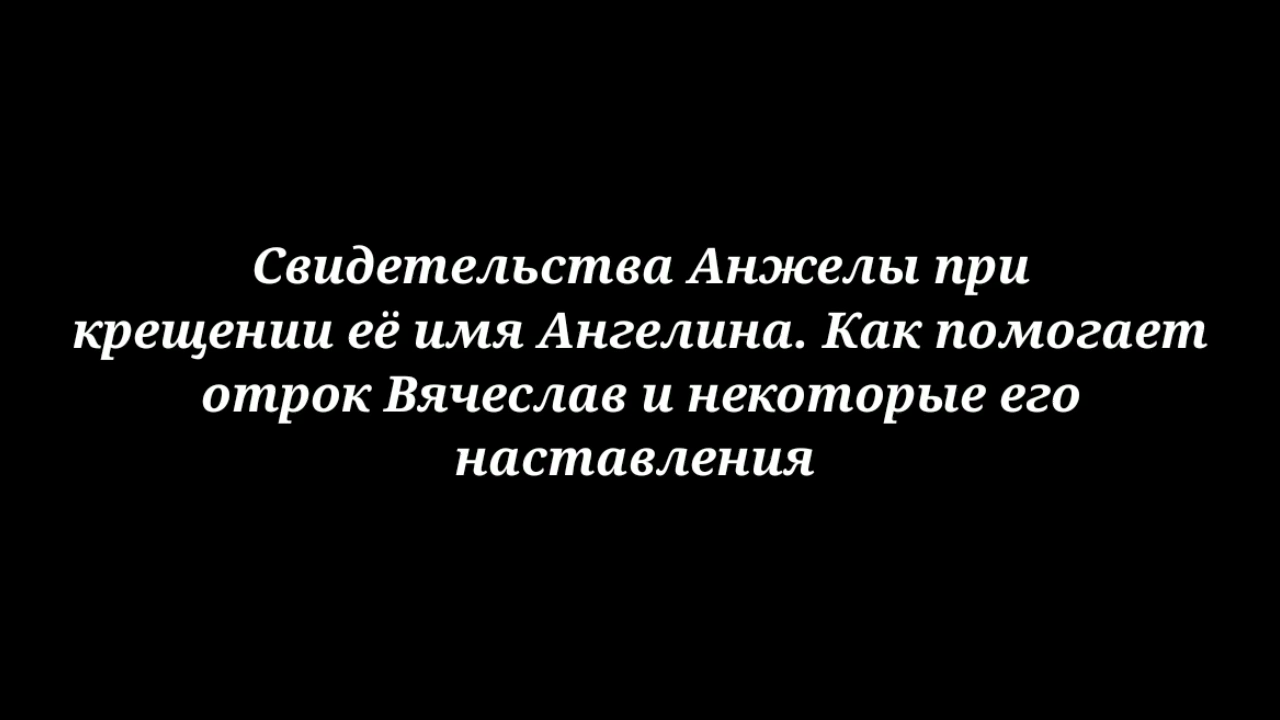 Свидетельства Анжелы при
крещении её имя Ангелина. Как помогает
отрок Вячеслав и некоторые его
наставления